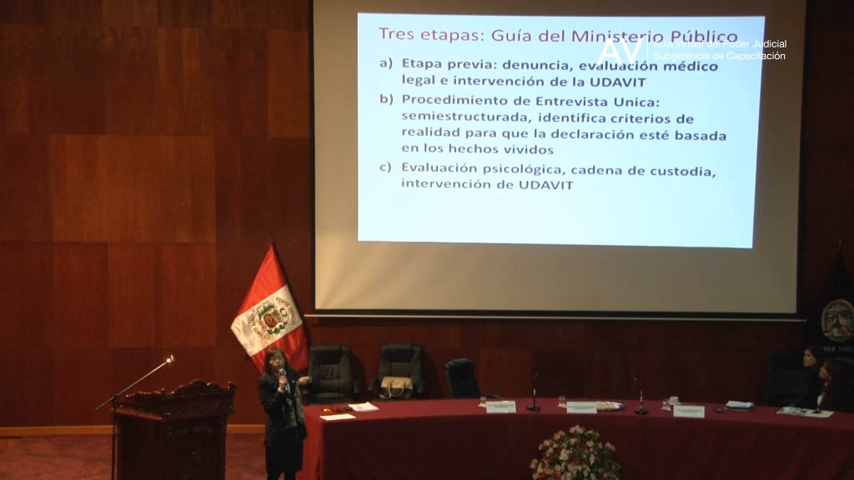 Tres etapas: Guía del Ministerio Público
AV
Aula Virtual del Poder Judicial
Subgerencia de Capacitación
a) Etapa previa: denuncia, evaluación médico
legal e intervención de la UDAVIT
b) Procedimiento de Entrevista Unica:
semiestructurada, identifica criterios de
realidad para que la declaración esté basada
en los hechos vividos
c) Evaluación psicológica, cadena de custodia,
intervención de UDAVIT